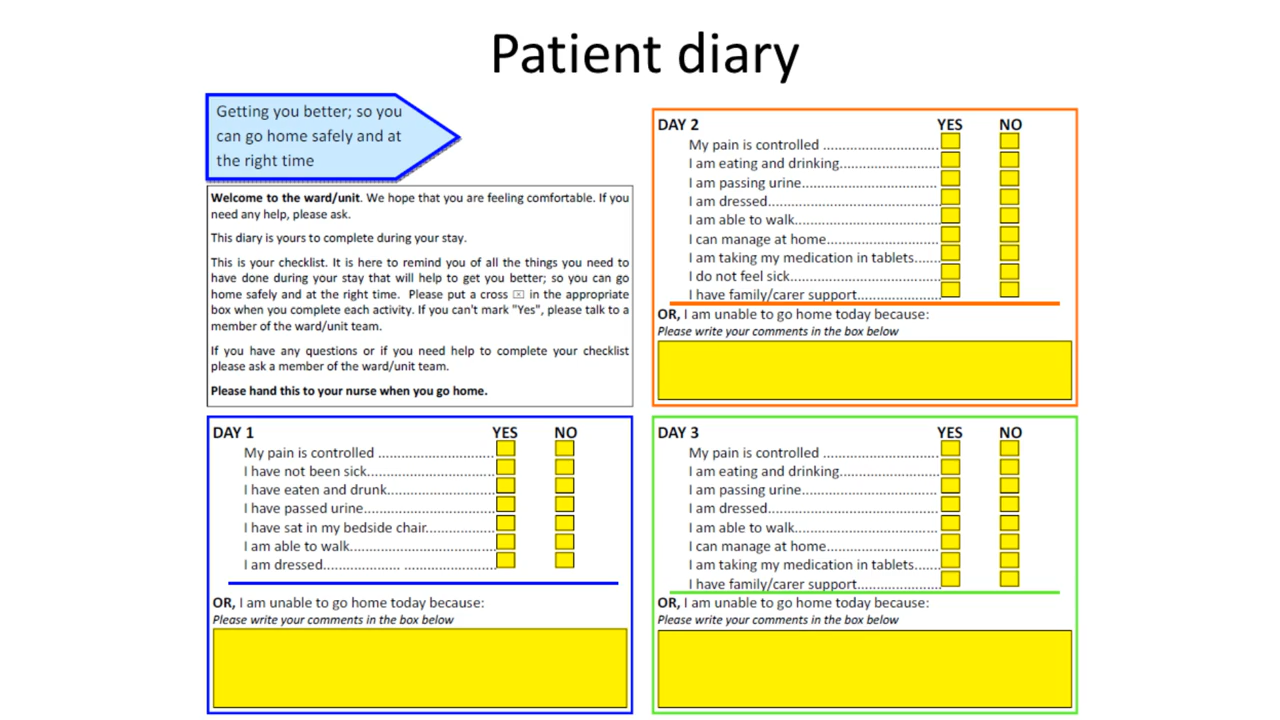 Patient diary
Getting you better; so you
can go home safely and at
the right time
Welcome to the ward/unit. We hope that you are feeling comfortable. If you
need any help, please ask.
This diary is yours to complete during your stay.
This is your checklist. It is here to remind you of all the things you need to
have done during your stay that will help to get you better; so you can go
home safely and at the right time. Please put a cross ☒ in the appropriate
box when you complete each activity. If you can't mark "Yes", please talk to a
member of the ward/unit team.
If you have any questions or if you need help to complete your checklist
please ask a member of the ward/unit team.
Please hand this to your nurse when you go home.
DAY 1 YES NO
My pain is controlled ............................
I have not been sick...............................
I have eaten and drunk..........................
I have passed urine................................
I have sat in my bedside chair.................
I am able to walk...................................
I am dressed................... ......................
OR, I am unable to go home today because:
Please write your comments in the box below
DAY 2 YES NO
My pain is controlled ............................
I am eating and drinking........................
I am passing urine.................................
I am dressed..........................................
I am able to walk...................................
I can manage at home...........................
I am taking my medication in tablets......
I do not feel sick....................................
I have family/carer support....................
OR, I am unable to go home today because:
Please write your comments in the box below
DAY 3 YES NO
My pain is controlled ............................
I am eating and drinking........................
I am passing urine.................................
I am dressed..........................................
I am able to walk...................................
I can manage at home...........................
I am taking my medication in tablets......
I have family/carer support....................
OR, I am unable to go home today because:
Please write your comments in the box below